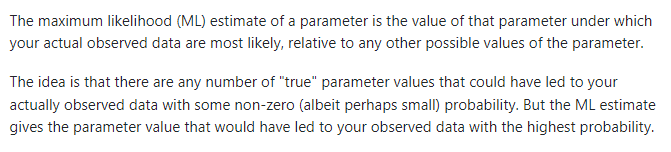 The maximum likelihood (ML) estimate of a parameter is the value of that parameter under which
your actual observed data are most likely, relative to any other possible values of the parameter.
The idea is that there are any number of "true" parameter values that could have led to your
actually observed data with some non-zero (albeit perhaps small) probability. But the ML estimate
gives the parameter value that would have led to your observed data with the highest probability.